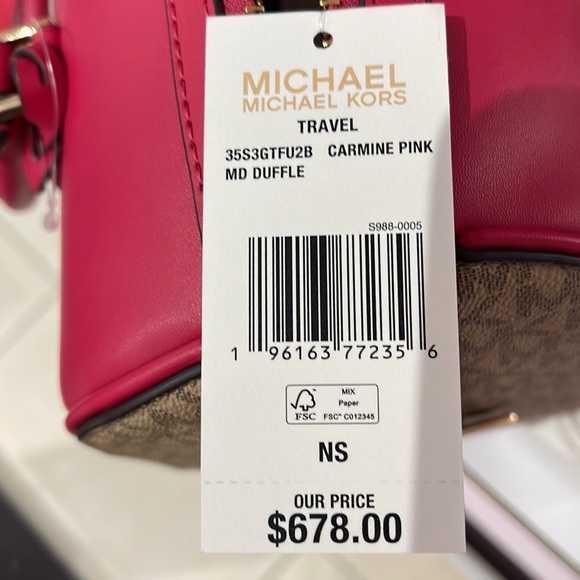 MICHAEL
MICHAEL KORS
TRAVEL
35S3GTFU2B CARMINE PINK
MD DUFFLE
S988-0005
1 96163 77235 6
FSC
MIX
Paper
FSC™ C012345
NS
OUR PRICE
$678.00